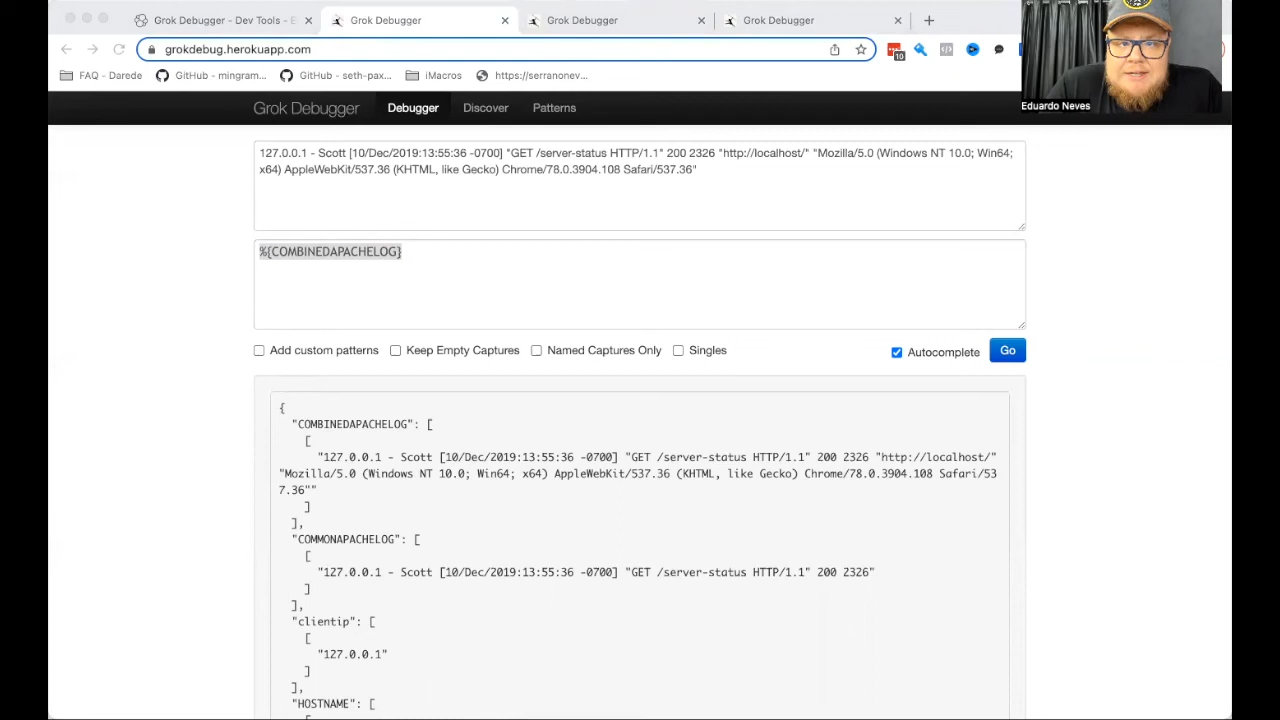 Grok Debugger - Dev Tools - E
Grok Debugger
Grok Debugger
Grok Debugger
grokdebug.herokuapp.com
10
FAQ - Darede
GitHub - mingram...
GitHub - seth-pax...
iMacros
https://serranonev...
Eduardo Neves
Grok Debugger
Debugger
Discover
Patterns
127.0.0.1 - Scott [10/Dec/2019:13:55:36 -0700] "GET /server-status HTTP/1.1" 200 2326 "http://localhost/" "Mozilla/5.0 (Windows NT 10.0; Win64;
x64) AppleWebKit/537.36 (KHTML, like Gecko) Chrome/78.0.3904.108 Safari/537.36"
%{COMBINEDAPACHELOG}
Add custom patterns
Keep Empty Captures
Named Captures Only
Singles
Autocomplete
Go
{
"COMBINEDAPACHELOG": [
[
"127.0.0.1 - Scott [10/Dec/2019:13:55:36 -0700] "GET /server-status HTTP/1.1" 200 2326 "http://localhost/"
"Mozilla/5.0 (Windows NT 10.0; Win64; x64) AppleWebKit/537.36 (KHTML, like Gecko) Chrome/78.0.3904.108 Safari/53
7.36""
]
],
"COMMONAPACHELOG": [
[
"127.0.0.1 - Scott [10/Dec/2019:13:55:36 -0700] "GET /server-status HTTP/1.1" 200 2326"
]
],
"clientip": [
[
"127.0.0.1"
]
],
"HOSTNAME": [